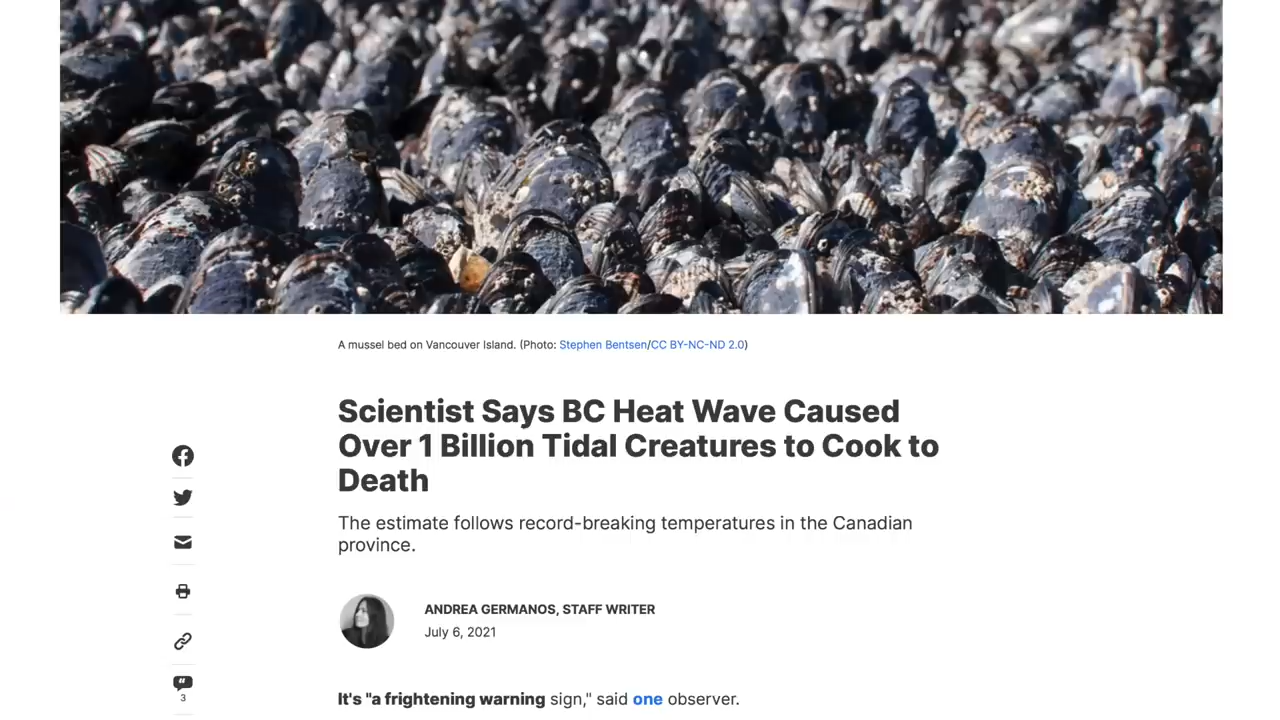 A mussel bed on Vancouver Island. (Photo: Stephen Bentsen/CC BY-NC-ND 2.0)
Scientist Says BC Heat Wave Caused
Over 1 Billion Tidal Creatures to Cook to
Death
The estimate follows record-breaking temperatures in the Canadian
province.
ANDREA GERMANOS, STAFF WRITER
July 6, 2021
3
It's "a frightening warning sign," said one observer.